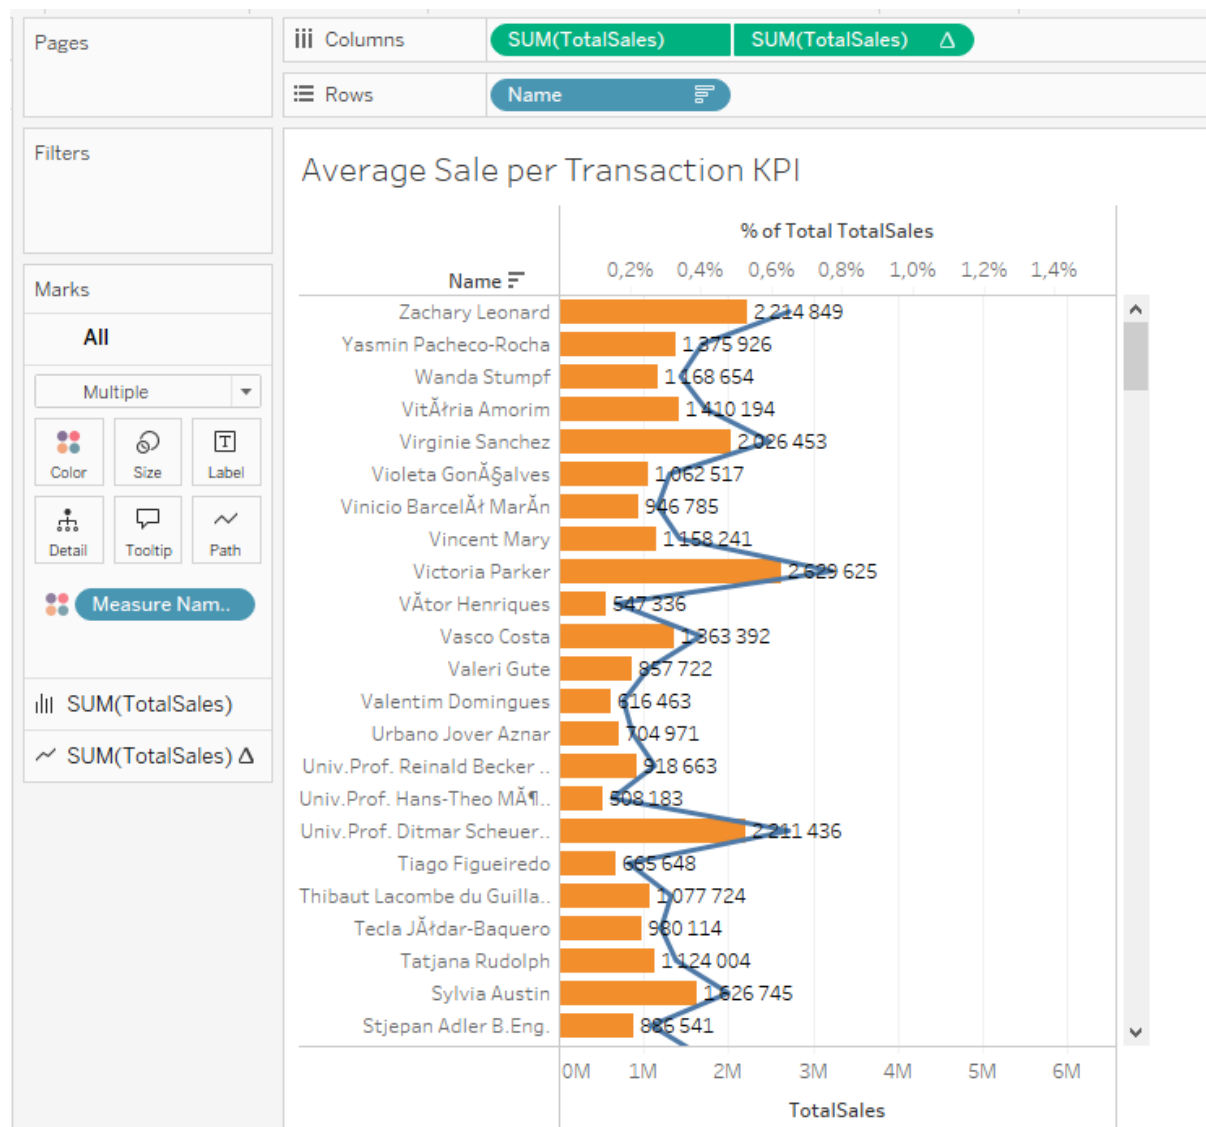 Pages
Columns SUM(TotalSales) SUM(TotalSales) Δ
Rows Name
Filters
Average Sale per Transaction KPI
Marks
All
Multiple
Color Size Label
Detail Tooltip Path
Measure Nam..
SUM(TotalSales)
SUM(TotalSales) Δ
% of Total TotalSales
Name 0,2% 0,4% 0,6% 0,8% 1,0% 1,2% 1,4%
Zachary Leonard 2 214 849
Yasmin Pacheco-Rocha 1 375 926
Wanda Stumpf 1 168 654
VitĂłria Amorim 1 410 194
Virginie Sanchez 2 026 453
Violeta GonĂ§alves 1 062 517
Vinicio BarcelĂł MarĂn 946 785
Vincent Mary 1 158 241
Victoria Parker 2 629 625
VĂtor Henriques 547 336
Vasco Costa 1 363 392
Valeri Gute 857 722
Valentim Domingues 616 463
Urbano Jover Aznar 704 971
Univ.Prof. Reinald Becker .. 918 663
Univ.Prof. Hans-Theo MĂ¶.. 508 183
Univ.Prof. Ditmar Scheuer.. 2 211 436
Tiago Figueiredo 665 648
Thibaut Lacombe du Guilla.. 1 077 724
Tecla JĂłdar-Baquero 980 114
Tatjana Rudolph 1 124 004
Sylvia Austin 1 626 745
Stjepan Adler B.Eng. 886 541
0M 1M 2M 3M 4M 5M 6M
TotalSales